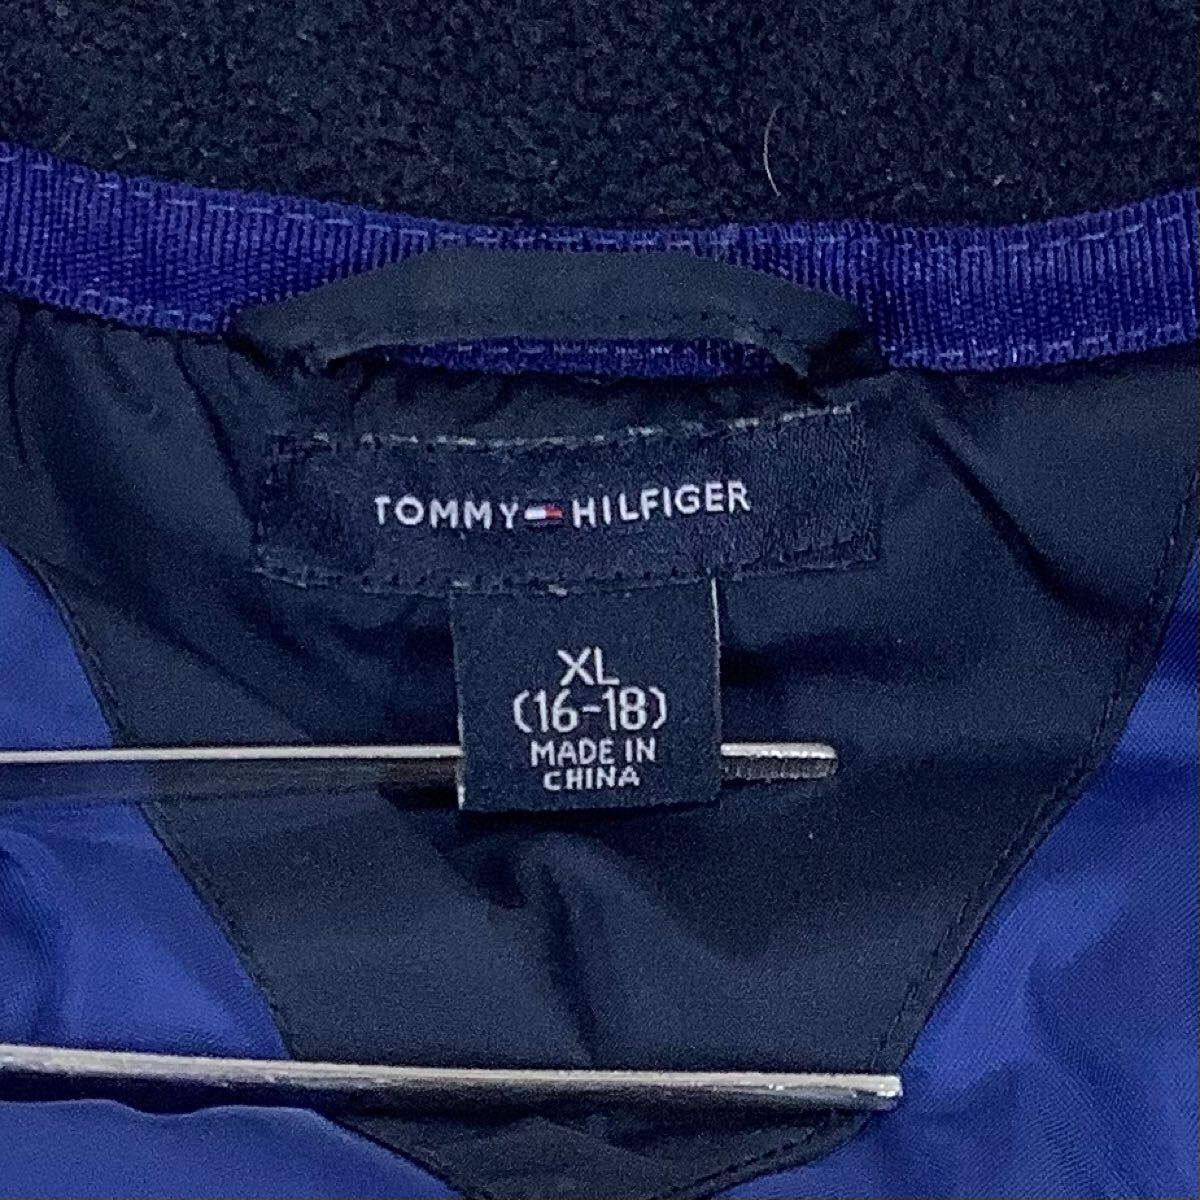 TOMMY HILFIGER
XL
(16-18)
MADE IN
CHINA